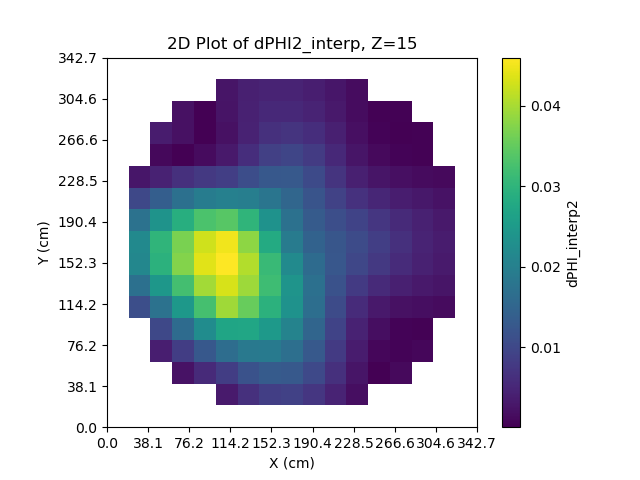 2D Plot of dPHI2_interp, Z=15
342.7
304.6
266.6
228.5
190.4
152.3
114.2
76.2
38.1
0.0
Y (cm)
0.0 38.1 76.2 114.2 152.3 190.4 228.5 266.6 304.6 342.7
X (cm)
0.04
0.03
0.02
0.01
dPHI_interp2